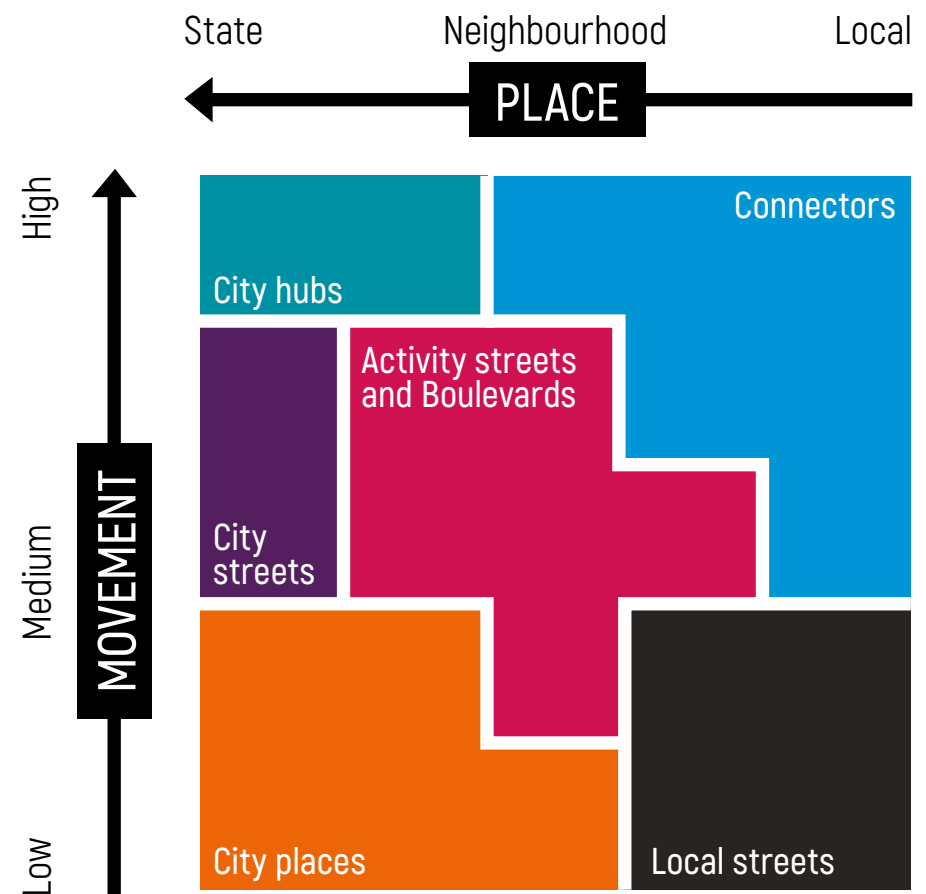 State Neighbourhood Local
PLACE
High
Medium
Low
MOVEMENT
Connectors
City hubs
Activity streets
and Boulevards
City
streets
City places
Local streets